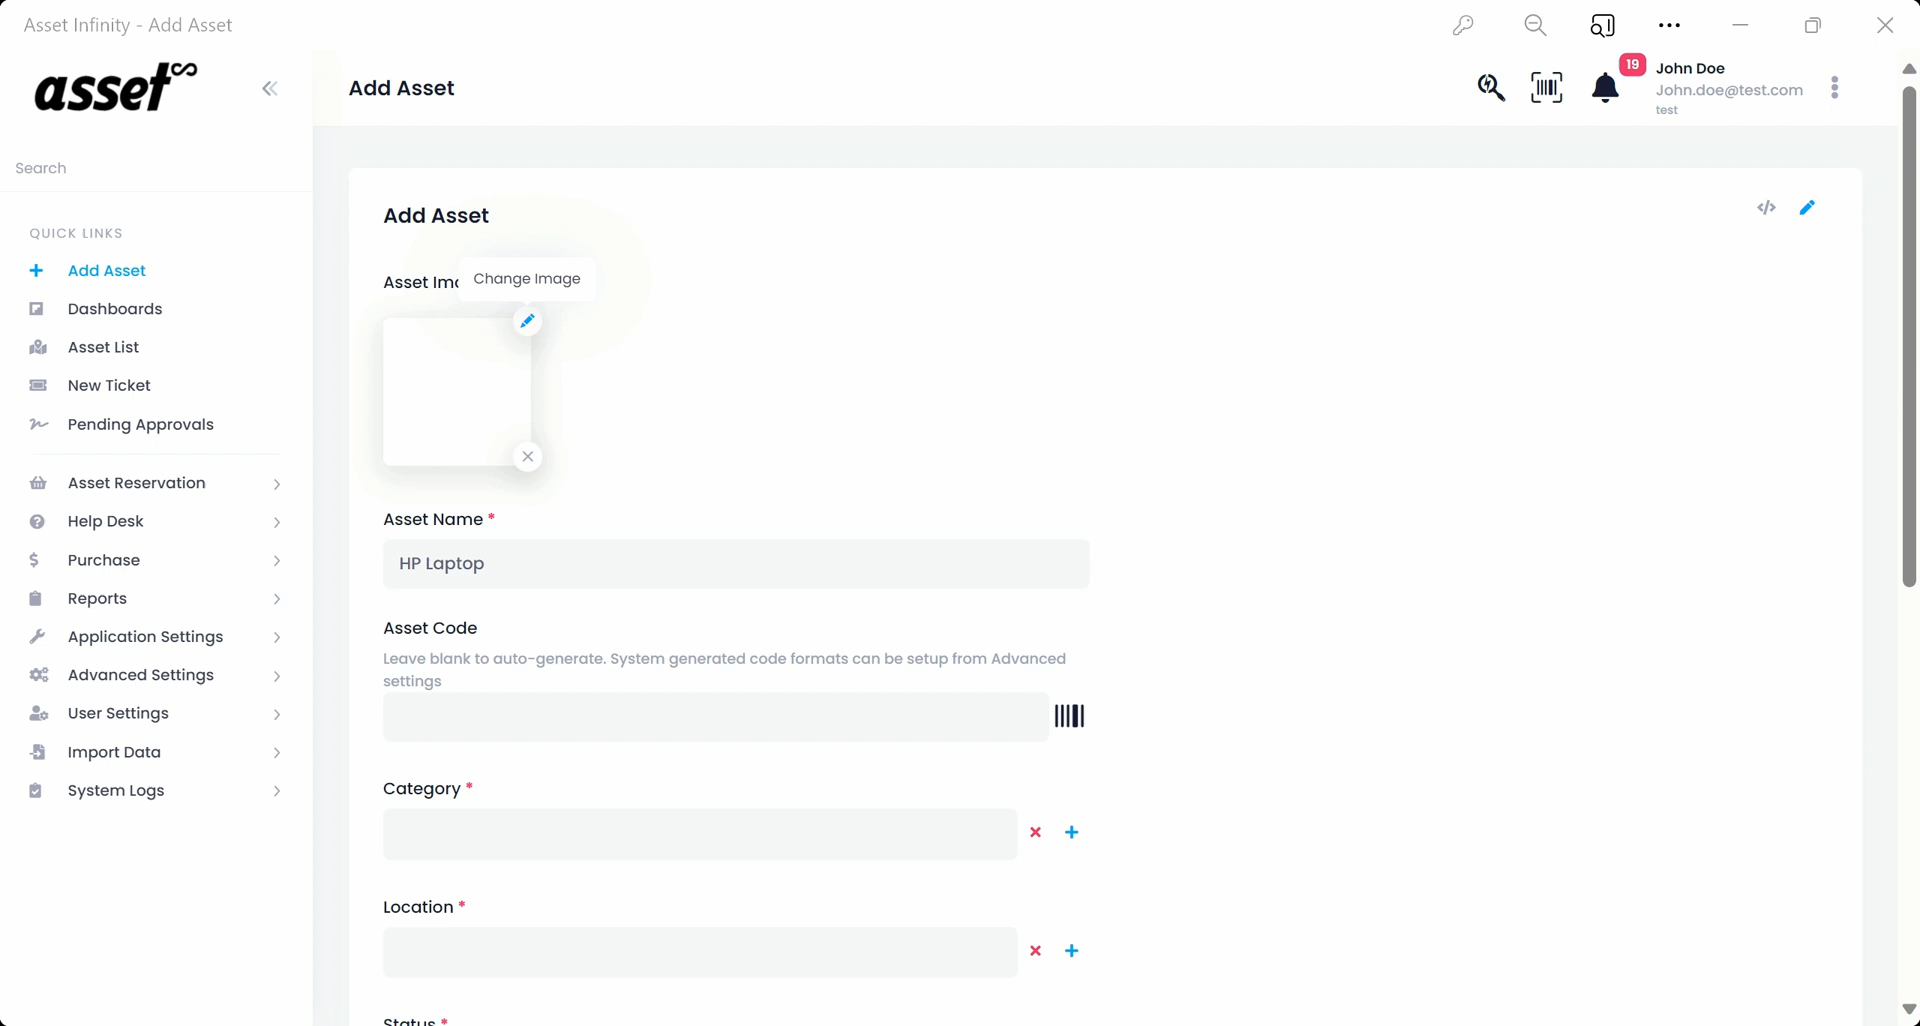 Asset Infinity - Add Asset
asset
Add Asset
19
John Doe
John.doe@test.com
test
Search
QUICK LINKS
Add Asset
Dashboards
Asset List
New Ticket
Pending Approvals
Asset Reservation
Help Desk
Purchase
Reports
Application Settings
Advanced Settings
User Settings
Import Data
System Logs
Add Asset
Asset Ima
Change Image
Asset Name *
HP Laptop
Asset Code
Leave blank to auto-generate. System generated code formats can be setup from Advanced
settings
Category *
Location *
Status *